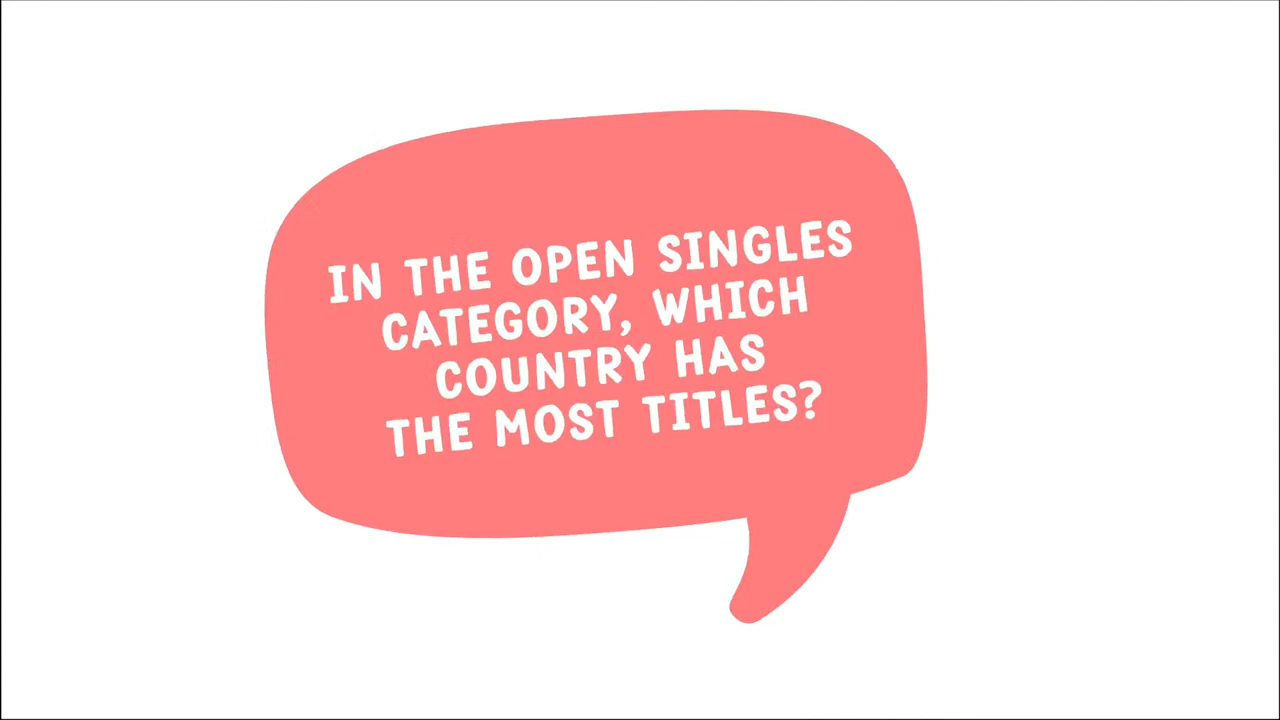 IN THE OPEN SINGLES
CATEGORY, WHICH
COUNTRY HAS
THE MOST TITLES?